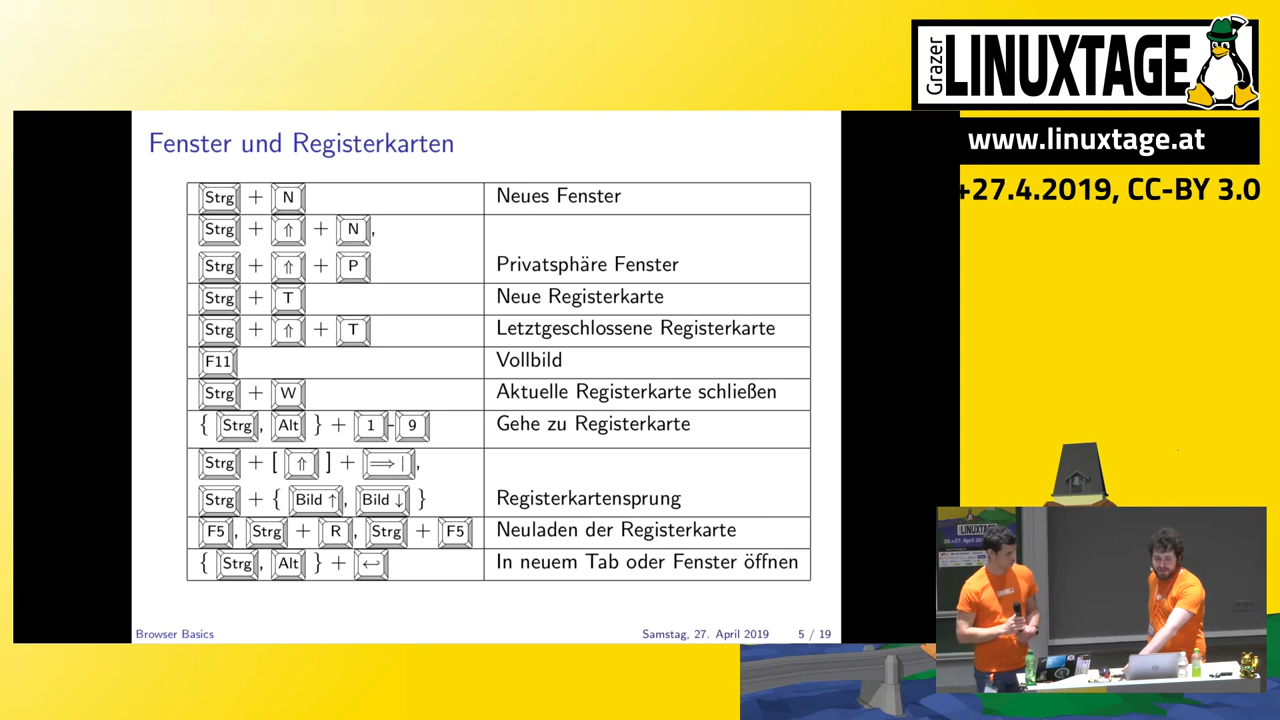 Grazer
LINUXTAGE
www.linuxtage.at
+27.4.2019, CC-BY 3.0
Fenster und Registerkarten
Strg + N Neues Fenster
Strg + ⇑ + N,
Strg + ⇑ + P Privatsphäre Fenster
Strg + T Neue Registerkarte
Strg + ⇑ + T Letztgeschlossene Registerkarte
F11 Vollbild
Strg + W Aktuelle Registerkarte schließen
{ Strg, Alt } + 1-9 Gehe zu Registerkarte
Strg + [ ⇑ ] + ⇒|,
Strg + { Bild ↑, Bild ↓ } Registerkartensprung
F5, Strg + R, Strg + F5 Neuladen der Registerkarte
{ Strg, Alt } + ↩ In neuem Tab oder Fenster öffnen
Browser Basics Samstag, 27. April 2019 5 / 19
LINUXTAGE